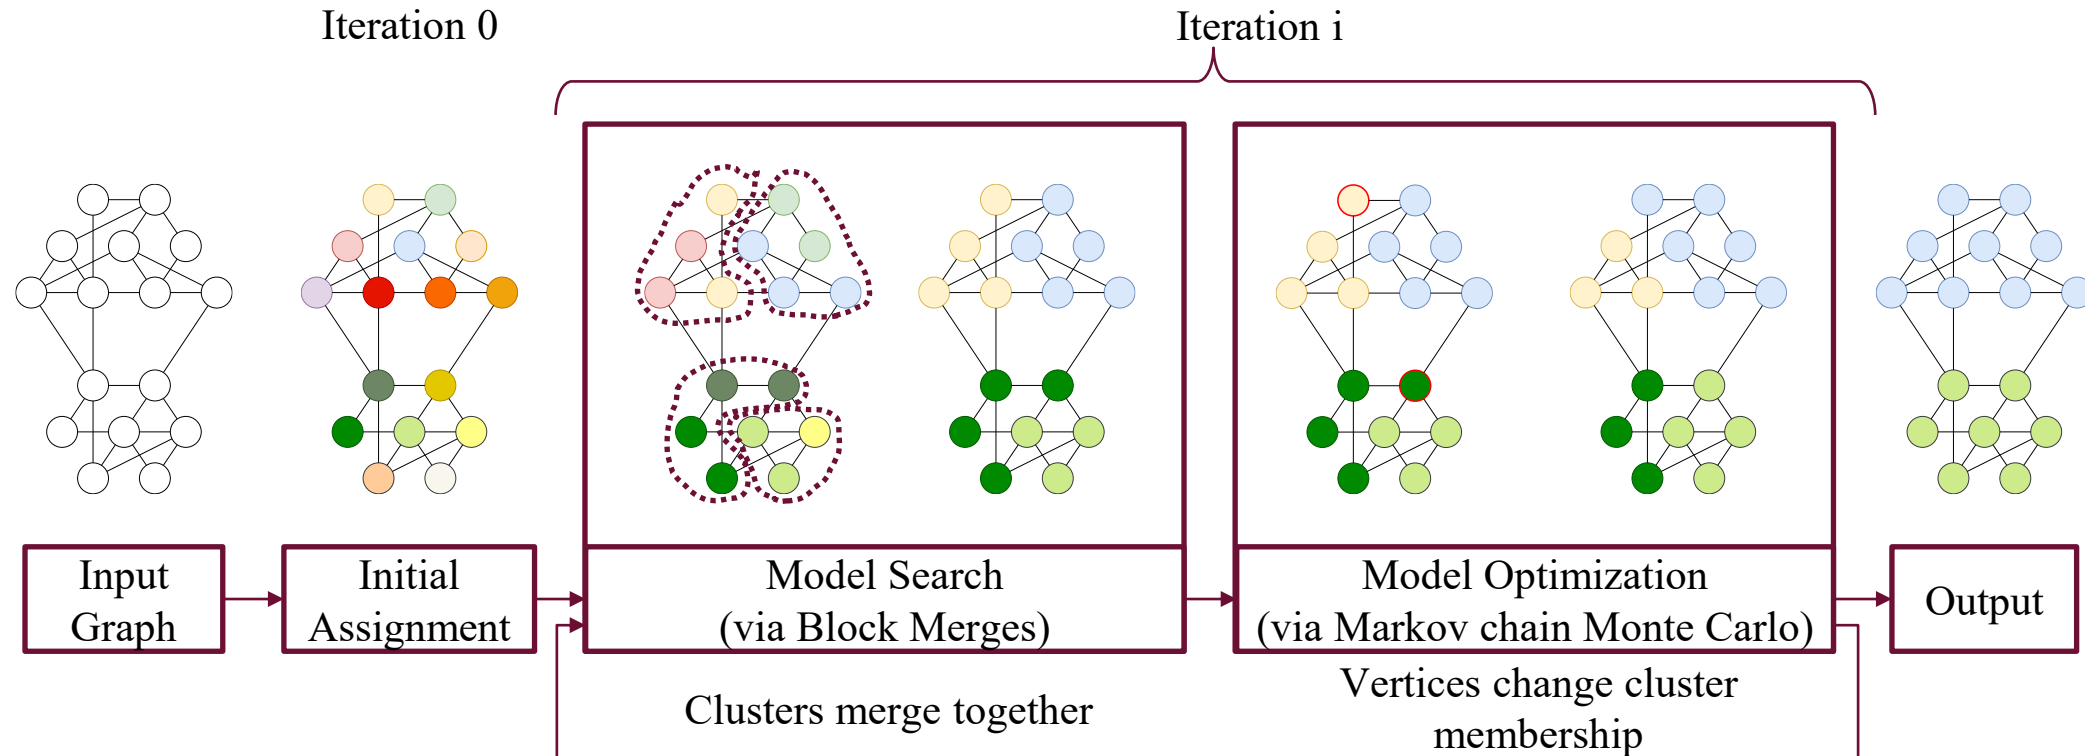 Iteration 0
Iteration i
Input
Graph
Initial
Assignment
Model Search
(via Block Merges)
Model Optimization
(via Markov chain Monte Carlo)
Output
Clusters merge together
Vertices change cluster
membership